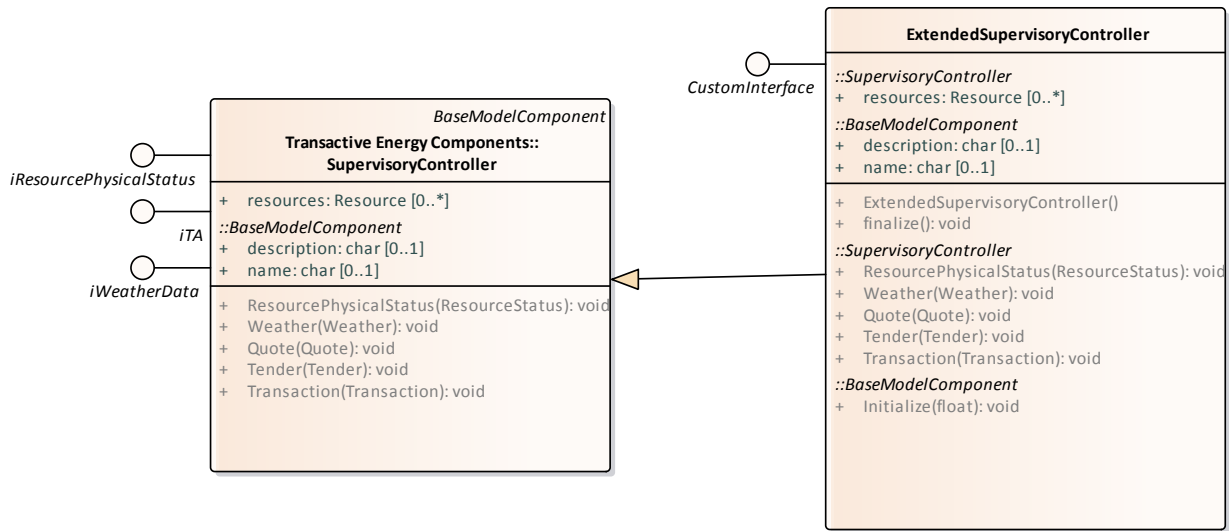 iResourcePhysicalStatus
iTA
iWeatherData
BaseModelComponent
Transactive Energy Components::
SupervisoryController
+ resources: Resource [0..*]
::BaseModelComponent
+ description: char [0..1]
+ name: char [0..1]
+ ResourcePhysicalStatus(ResourceStatus): void
+ Weather(Weather): void
+ Quote(Quote): void
+ Tender(Tender): void
+ Transaction(Transaction): void
CustomInterface
ExtendedSupervisoryController
::SupervisoryController
+ resources: Resource [0..*]
::BaseModelComponent
+ description: char [0..1]
+ name: char [0..1]
+ ExtendedSupervisoryController()
+ finalize(): void
::SupervisoryController
+ ResourcePhysicalStatus(ResourceStatus): void
+ Weather(Weather): void
+ Quote(Quote): void
+ Tender(Tender): void
+ Transaction(Transaction): void
::BaseModelComponent
+ Initialize(float): void